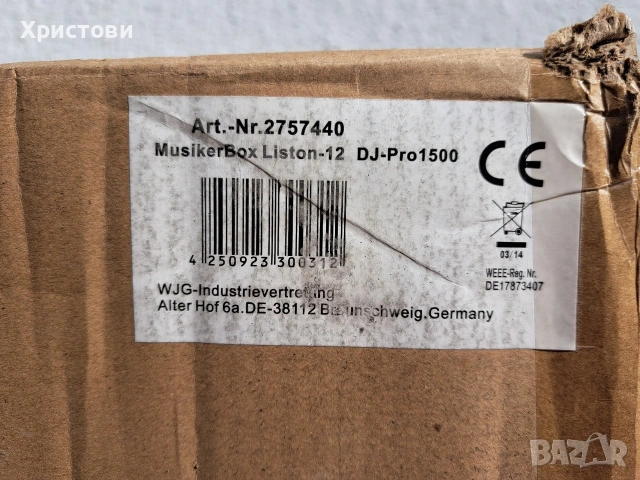 Христови
Art.-Nr.2757440
MusikerBox Liston-12 DJ-Pro1500
CE
4 250923 300312
03/14
WEEE-Reg. Nr.
DE17873407
WJG-Industrievertretung
Alter Hof 6a.DE-38112 Braunschweig.Germany
BAZAR